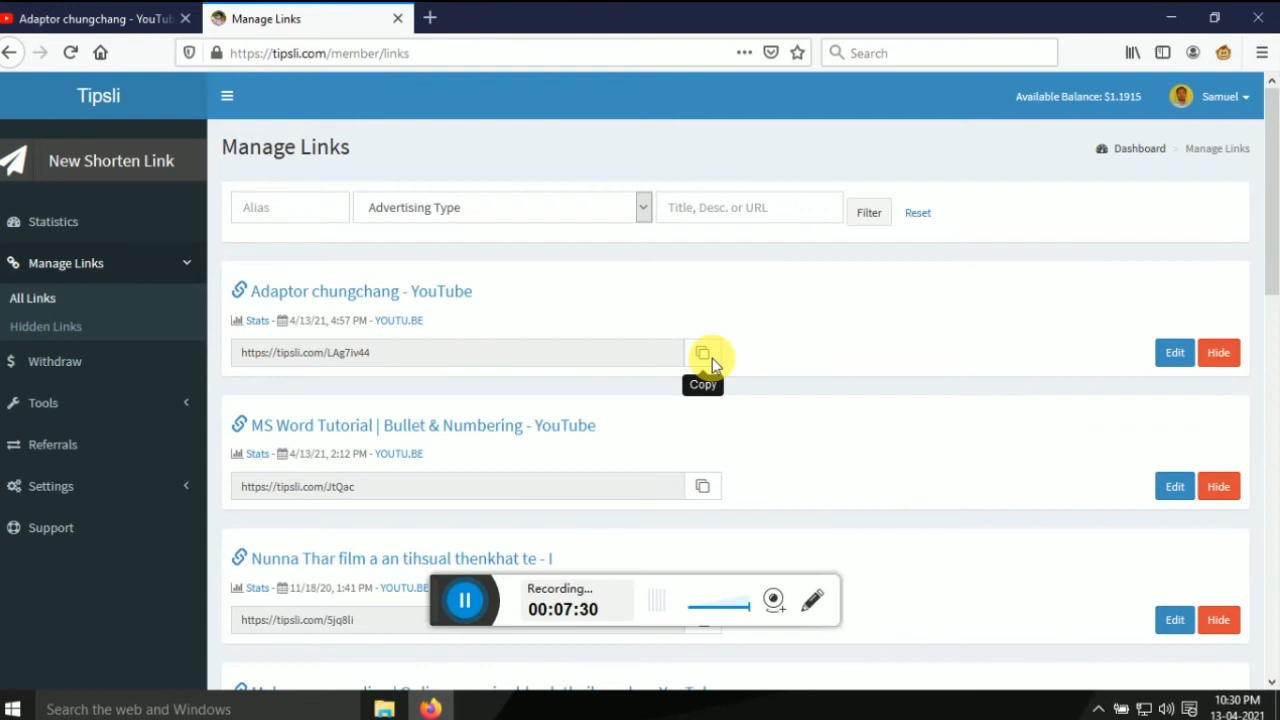 Adaptor chungchang - YouTub
Manage Links
https://tipsli.com/member/links
Search
Tipsli
Available Balance: $1.1915
Samuel
New Shorten Link
Manage Links
Dashboard > Manage Links
Alias
Advertising Type
Title, Desc. or URL
Filter
Reset
Statistics
Manage Links
All Links
Hidden Links
Withdraw
Tools
Referrals
Settings
Support
Adaptor chungchang - YouTube
Stats - 4/13/21, 4:57 PM - YOUTU.BE
https://tipsli.com/LAg7iv44
Edit
Hide
Copy
MS Word Tutorial | Bullet & Numbering - YouTube
Stats - 4/13/21, 2:12 PM - YOUTU.BE
https://tipsli.com/JtQac
Edit
Hide
Nunna Thar film a an tihsual thenkhat te - I
Stats - 11/18/20, 1:41 PM - YOUTU.BE
https://tipsli.com/5jq8li
Edit
Hide
Recording...
00:07:30
Search the web and Windows
10:30 PM
13-04-2021